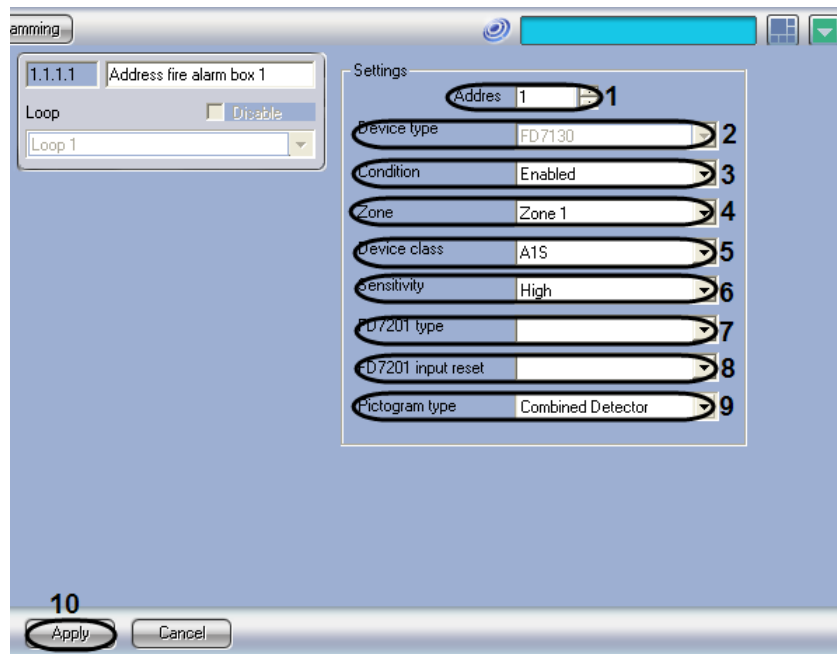 amming
1.1.1.1 Address fire alarm box 1
Loop Disable
Loop 1
Settings
Addres 1 1
Device type FD7130 2
Condition Enabled 3
Zone Zone 1 4
Device class A1S 5
Sensitivity High 6
FD7201 type 7
FD7201 input reset 8
Pictogram type Combined Detector 9
10
Apply Cancel